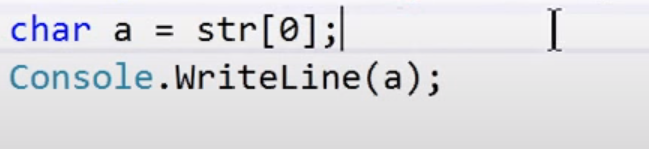 char a = str[0];
Console.WriteLine(a);